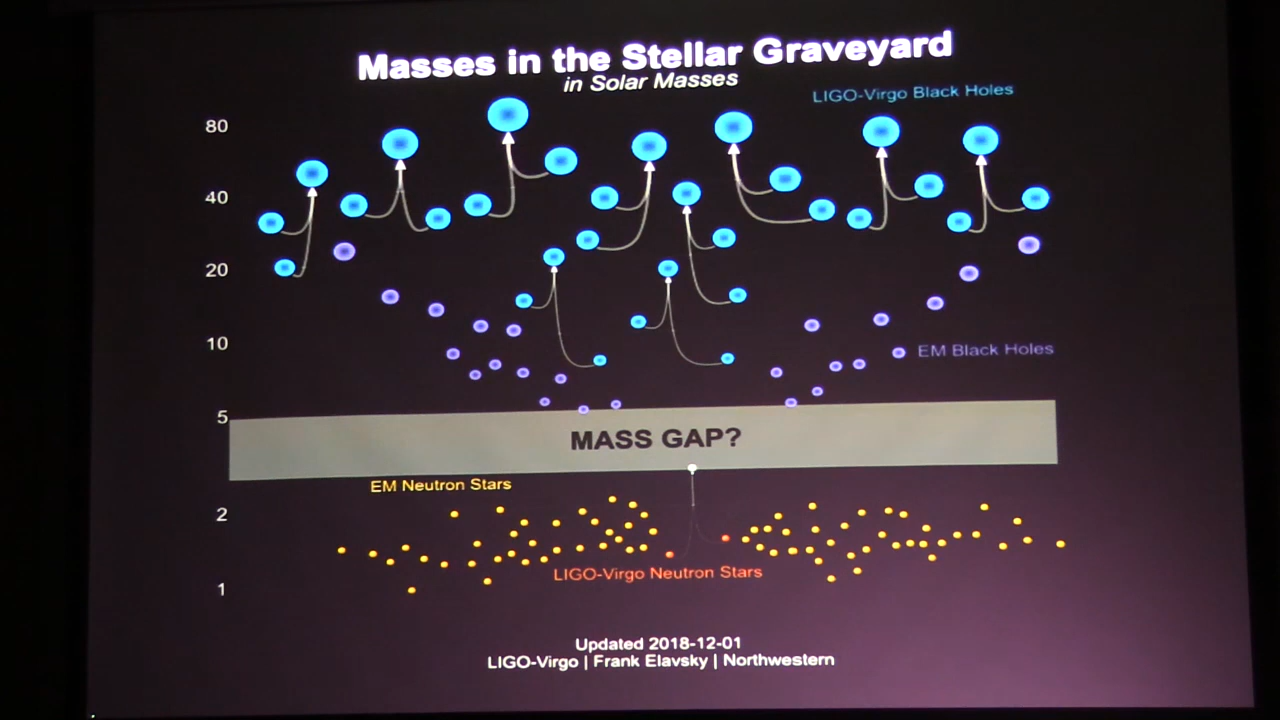 Masses in the Stellar Graveyard
in Solar Masses
LIGO-Virgo Black Holes
80
40
20
10
EM Black Holes
5
MASS GAP?
EM Neutron Stars
2
LIGO-Virgo Neutron Stars
1
Updated 2018-12-01
LIGO-Virgo | Frank Elavsky | Northwestern